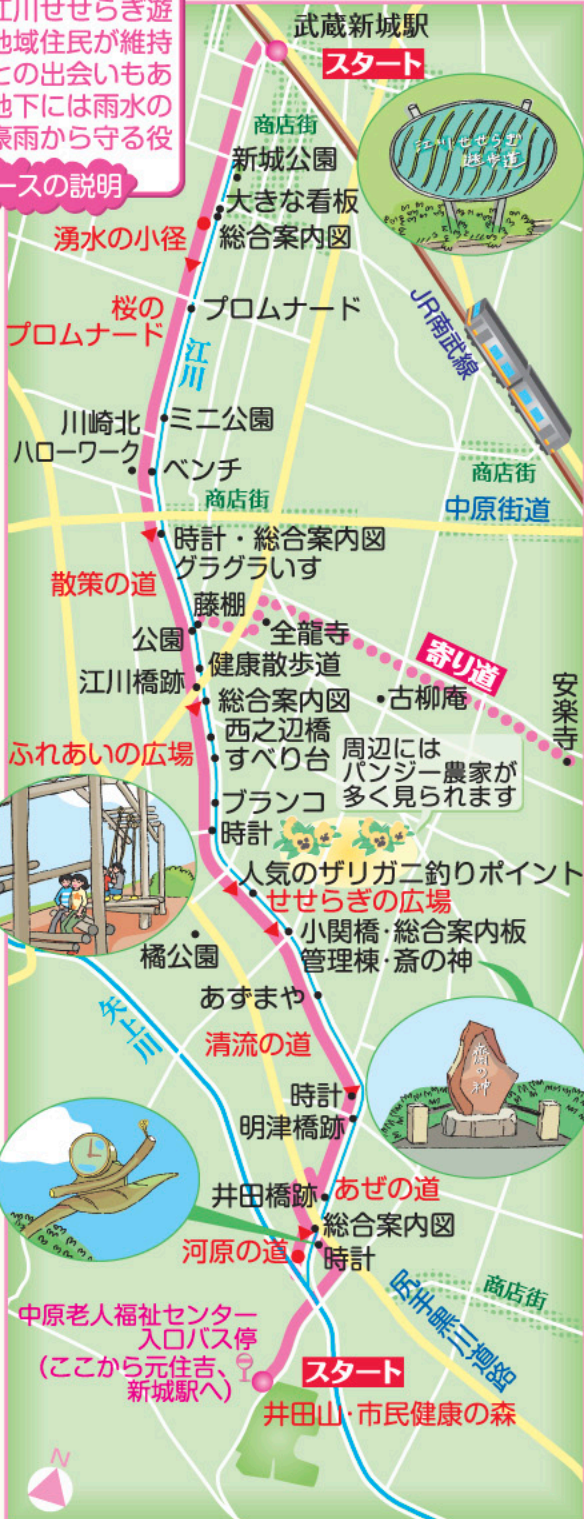 江川せせらぎ遊
地域住民が維持
との出会いもあ
地下には雨水の
豪雨から守る役
ースの説明
武蔵新城駅
スタート
商店街
江川せせらぎ
遊歩道
新城公園
大きな看板
総合案内図
湧水の小径
桜の
プロムナード
プロムナード
江川
JR南武線
川崎北
ハローワーク
ミニ公園
ベンチ
商店街
商店街
中原街道
時計・総合案内図
グラグラいす
散策の道
藤棚
公園
全龍寺
寄り道
健康散歩道
江川橋跡
総合案内図
古柳庵
安楽寺
西之辺橋
すべり台
ふれあいの広場
周辺には
パンジー農家が
多く見られます
ブランコ
時計
人気のザリガニ釣りポイント
せせらぎの広場
小関橋・総合案内板
管理棟・斎の神
橘公園
あずまや
矢上川
清流の道
齋の神
時計
明津橋跡
井田橋跡
あぜの道
総合案内図
河原の道
時計
商店街
尻手黒川道路
中原老人福祉センター
入口バス停
(ここから元住吉、
新城駅へ)
スタート
井田山・市民健康の森
N